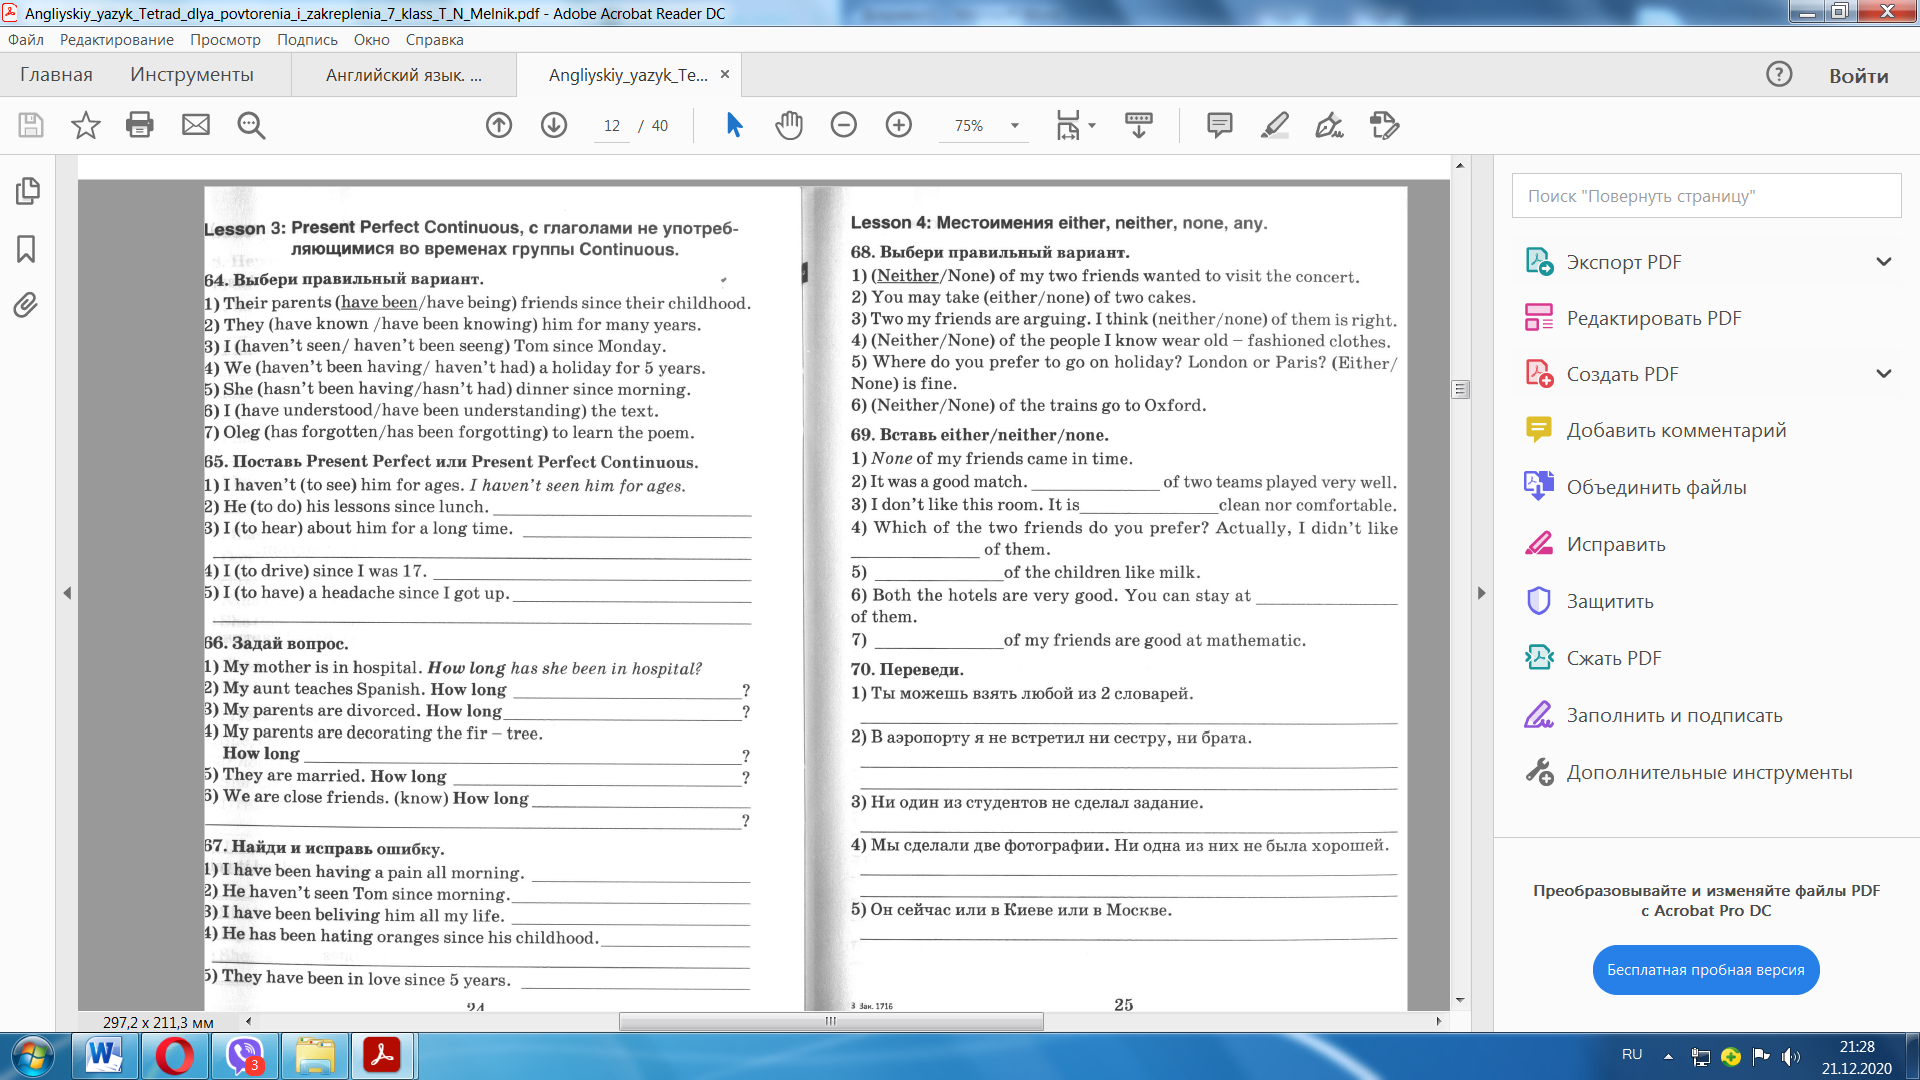 Angliyskiy_yazyk_Tetrad_dlya_povtorenia_i_zakreplenia_7_klass_T_N_Melnik.pdf - Adobe Acrobat Reader DC
Файл Редактирование Просмотр Подпись Окно Справка
Главная Инструменты Английский язык. ... Angliyskiy_yazyk_Te... × Войти
12 / 40 75%
Lesson 3: Present Perfect Continuous, с глаголами не употреб-
ляющимися во временах группы Continuous.
64. Выбери правильный вариант.
1) Their parents (have been/have being) friends since their childhood.
2) They (have known /have been knowing) him for many years.
3) I (haven't seen/ haven't been seeng) Tom since Monday.
4) We (haven't been having/ haven't had) a holiday for 5 years.
5) She (hasn't been having/hasn't had) dinner since morning.
6) I (have understood/have been understanding) the text.
7) Oleg (has forgotten/has been forgotting) to learn the poem.
65. Поставь Present Perfect или Present Perfect Continuous.
1) I haven't (to see) him for ages. I haven't seen him for ages.
2) He (to do) his lessons since lunch. ____
3) I (to hear) about him for a long time. ____
4) I (to drive) since I was 17. ____
5) I (to have) a headache since I got up. ____
66. Задай вопрос.
1) My mother is in hospital. How long has she been in hospital?
2) My aunt teaches Spanish. How long ____?
3) My parents are divorced. How long ____?
4) My parents are decorating the fir – tree.
How long ____?
5) They are married. How long ____?
6) We are close friends. (know) How long ____
____?
67. Найди и исправь ошибку.
1) I have been having a pain all morning. ____
2) He haven't seen Tom since morning. ____
3) I have been beliving him all my life. ____
4) He has been hating oranges since his childhood. ____
5) They have been in love since 5 years. ____
24
Lesson 4: Местоимения either, neither, none, any.
68. Выбери правильный вариант.
1) (Neither/None) of my two friends wanted to visit the concert.
2) You may take (either/none) of two cakes.
3) Two my friends are arguing. I think (neither/none) of them is right.
4) (Neither/None) of the people I know wear old – fashioned clothes.
5) Where do you prefer to go on holiday? London or Paris? (Either/
None) is fine.
6) (Neither/None) of the trains go to Oxford.
69. Вставь either/neither/none.
1) None of my friends came in time.
2) It was a good match. ____ of two teams played very well.
3) I don't like this room. It is ____ clean nor comfortable.
4) Which of the two friends do you prefer? Actually, I didn't like
____ of them.
5) ____ of the children like milk.
6) Both the hotels are very good. You can stay at ____
of them.
7) ____ of my friends are good at mathematic.
70. Переведи.
1) Ты можешь взять любой из 2 словарей.
2) В аэропорту я не встретил ни сестру, ни брата.
3) Ни один из студентов не сделал задание.
4) Мы сделали две фотографии. Ни одна из них не была хорошей.
5) Он сейчас или в Киеве или в Москве.
3 Зак. 1716
25
Поиск "Повернуть страницу"
Экспорт PDF
Редактировать PDF
Создать PDF
Добавить комментарий
Объединить файлы
Исправить
Защитить
Сжать PDF
Заполнить и подписать
Дополнительные инструменты
Преобразовывайте и изменяйте файлы PDF
с Acrobat Pro DC
Бесплатная пробная версия
297,2 x 211,3 мм
3
RU
21:28
21.12.2020